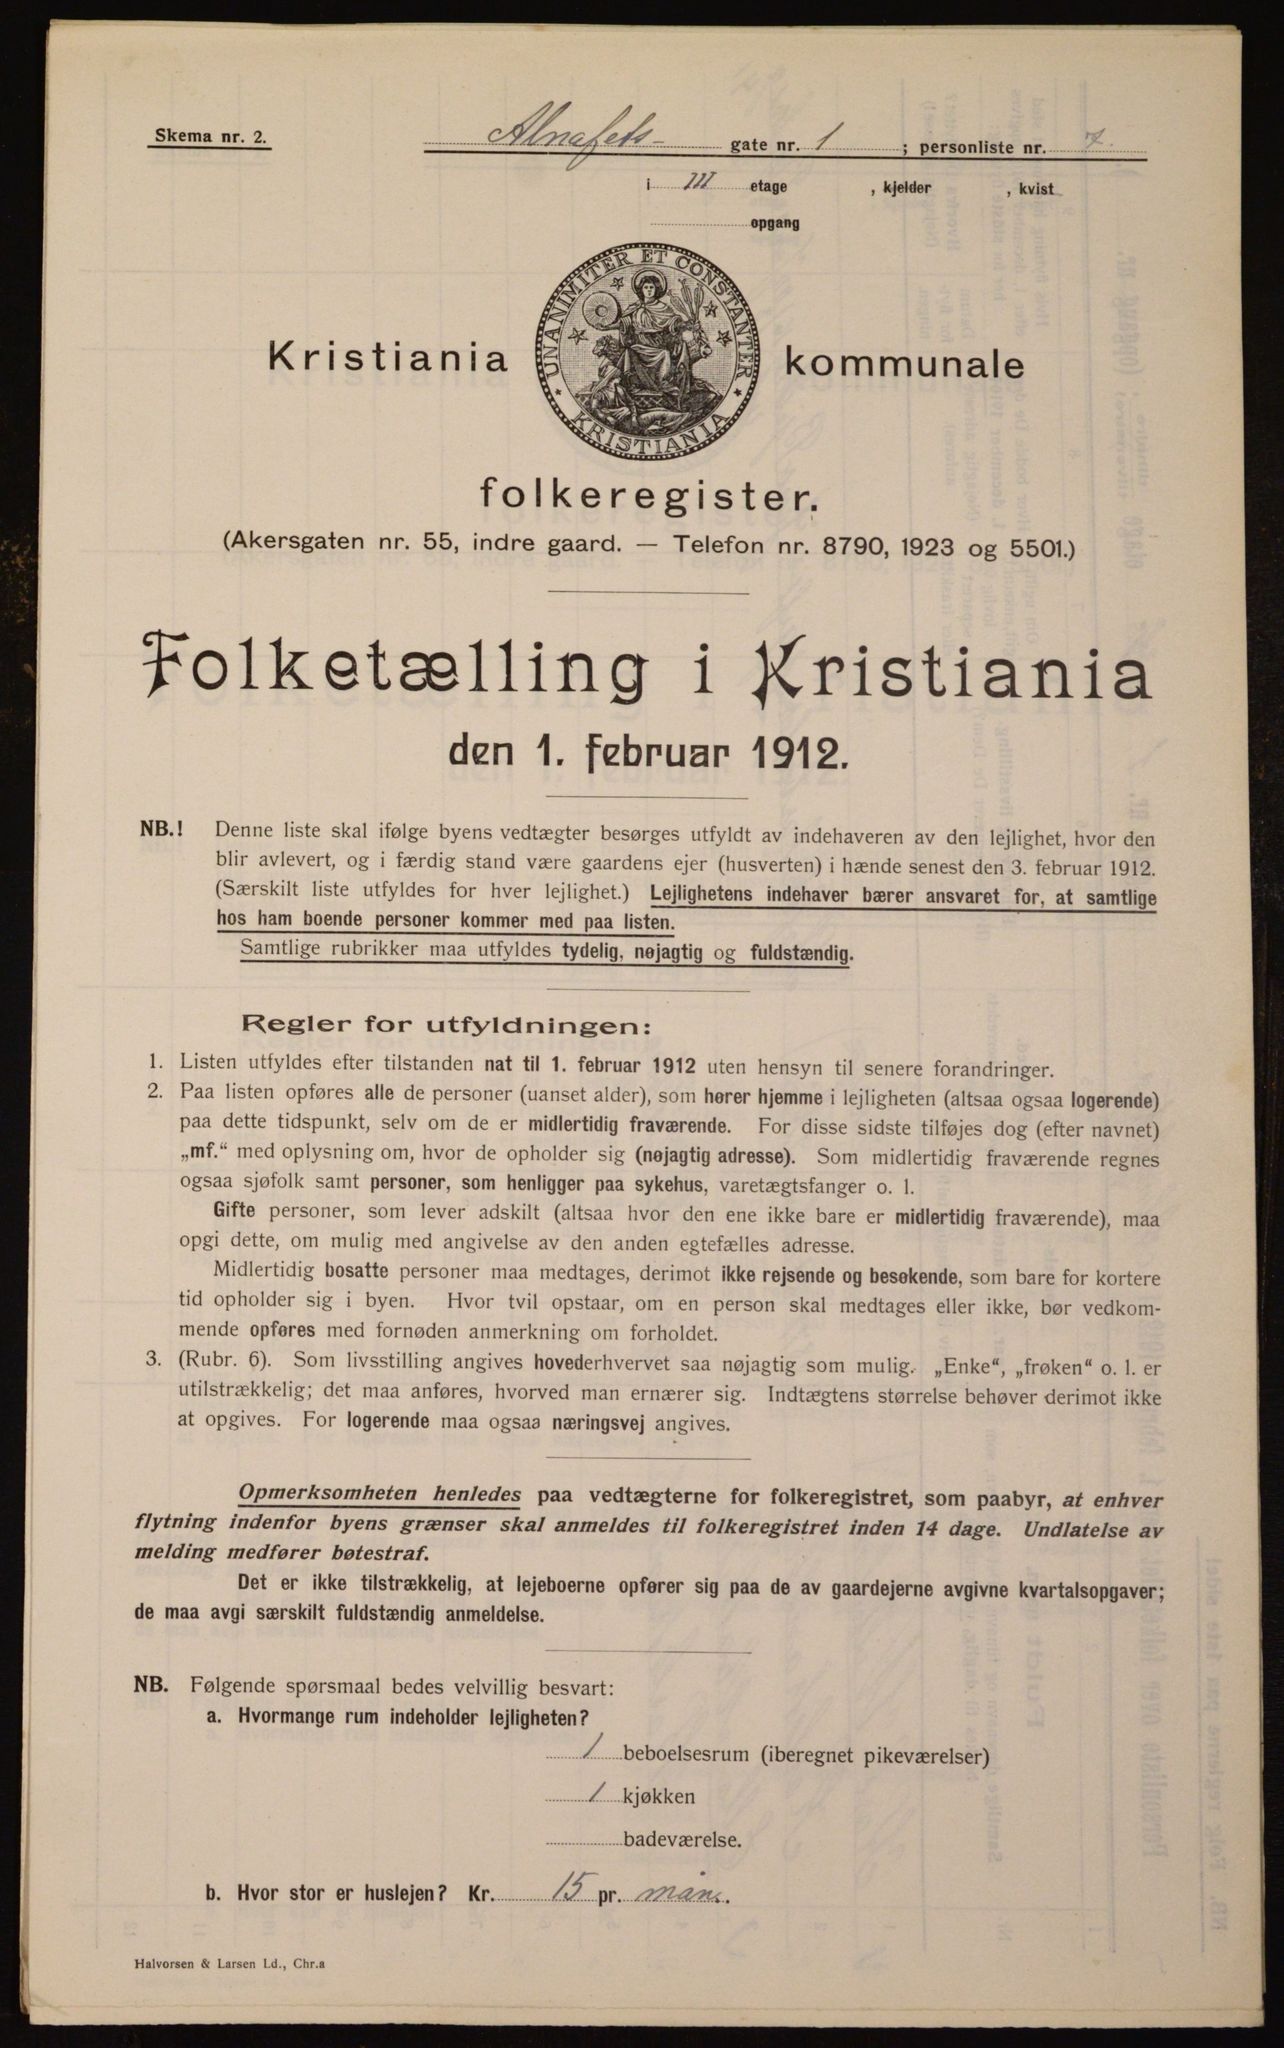 Skema nr. 2.
Alnafets- gate nr. 1 ; personliste nr. 7.
i III etage , kjelder , kvist
opgang
UNANIMITER ET CONSTANTER
KRISTIANIA
Kristiania kommunale
folkeregister.
(Akersgaten nr. 55, indre gaard. — Telefon nr. 8790, 1923 og 5501.)
Folketælling i Kristiania
den 1. februar 1912.
NB.! Denne liste skal ifølge byens vedtægter besørges utfyldt av indehaveren av den lejlighet, hvor den
blir avlevert, og i færdig stand være gaardens ejer (husverten) i hænde senest den 3. februar 1912.
(Særskilt liste utfyldes for hver lejlighet.) Lejlighetens indehaver bærer ansvaret for, at samtlige
hos ham boende personer kommer med paa listen.
Samtlige rubrikker maa utfyldes tydelig, nøjagtig og fuldstændig.
Regler for utfyldningen:
1. Listen utfyldes efter tilstanden nat til 1. februar 1912 uten hensyn til senere forandringer.
2. Paa listen opføres alle de personer (uanset alder), som hører hjemme i lejligheten (altsaa ogsaa logerende)
paa dette tidspunkt, selv om de er midlertidig fraværende. For disse sidste tilføjes dog (efter navnet)
„mf.“ med oplysning om, hvor de opholder sig (nøjagtig adresse). Som midlertidig fraværende regnes
ogsaa sjøfolk samt personer, som henligger paa sykehus, varetægtsfanger o. l.
Gifte personer, som lever adskilt (altsaa hvor den ene ikke bare er midlertidig fraværende), maa
opgi dette, om mulig med angivelse av den anden egtefælles adresse.
Midlertidig bosatte personer maa medtages, derimot ikke rejsende og besøkende, som bare for kortere
tid opholder sig i byen. Hvor tvil opstaar, om en person skal medtages eller ikke, bør vedkom-
mende opføres med fornøden anmerkning om forholdet.
3. (Rubr. 6). Som livsstilling angives hovederhvervet saa nøjagtig som mulig. „Enke“, „frøken“ o. l. er
utilstrækkelig; det maa anføres, hvorved man ernærer sig. Indtægtens størrelse behøver derimot ikke
at opgives. For logerende maa ogsaa næringsvej angives.
Opmerksomheten henledes paa vedtægterne for folkeregistret, som paabyr, at enhver
flytning indenfor byens grænser skal anmeldes til folkeregistret inden 14 dage. Undlatelse av
melding medfører bøtestraf.
Det er ikke tilstrækkelig, at lejeboerne opfører sig paa de av gaardejerne avgivne kvartalsopgaver;
de maa avgi særskilt fuldstændig anmeldelse.
NB. Følgende spørsmaal bedes velvillig besvart:
a. Hvormange rum indeholder lejligheten?
1 beboelsesrum (iberegnet pikeværelser)
1 kjøkken
badeværelse.
b. Hvor stor er huslejen? Kr. 15 pr. mån.
Halvorsen & Larsen Ld., Chr.a